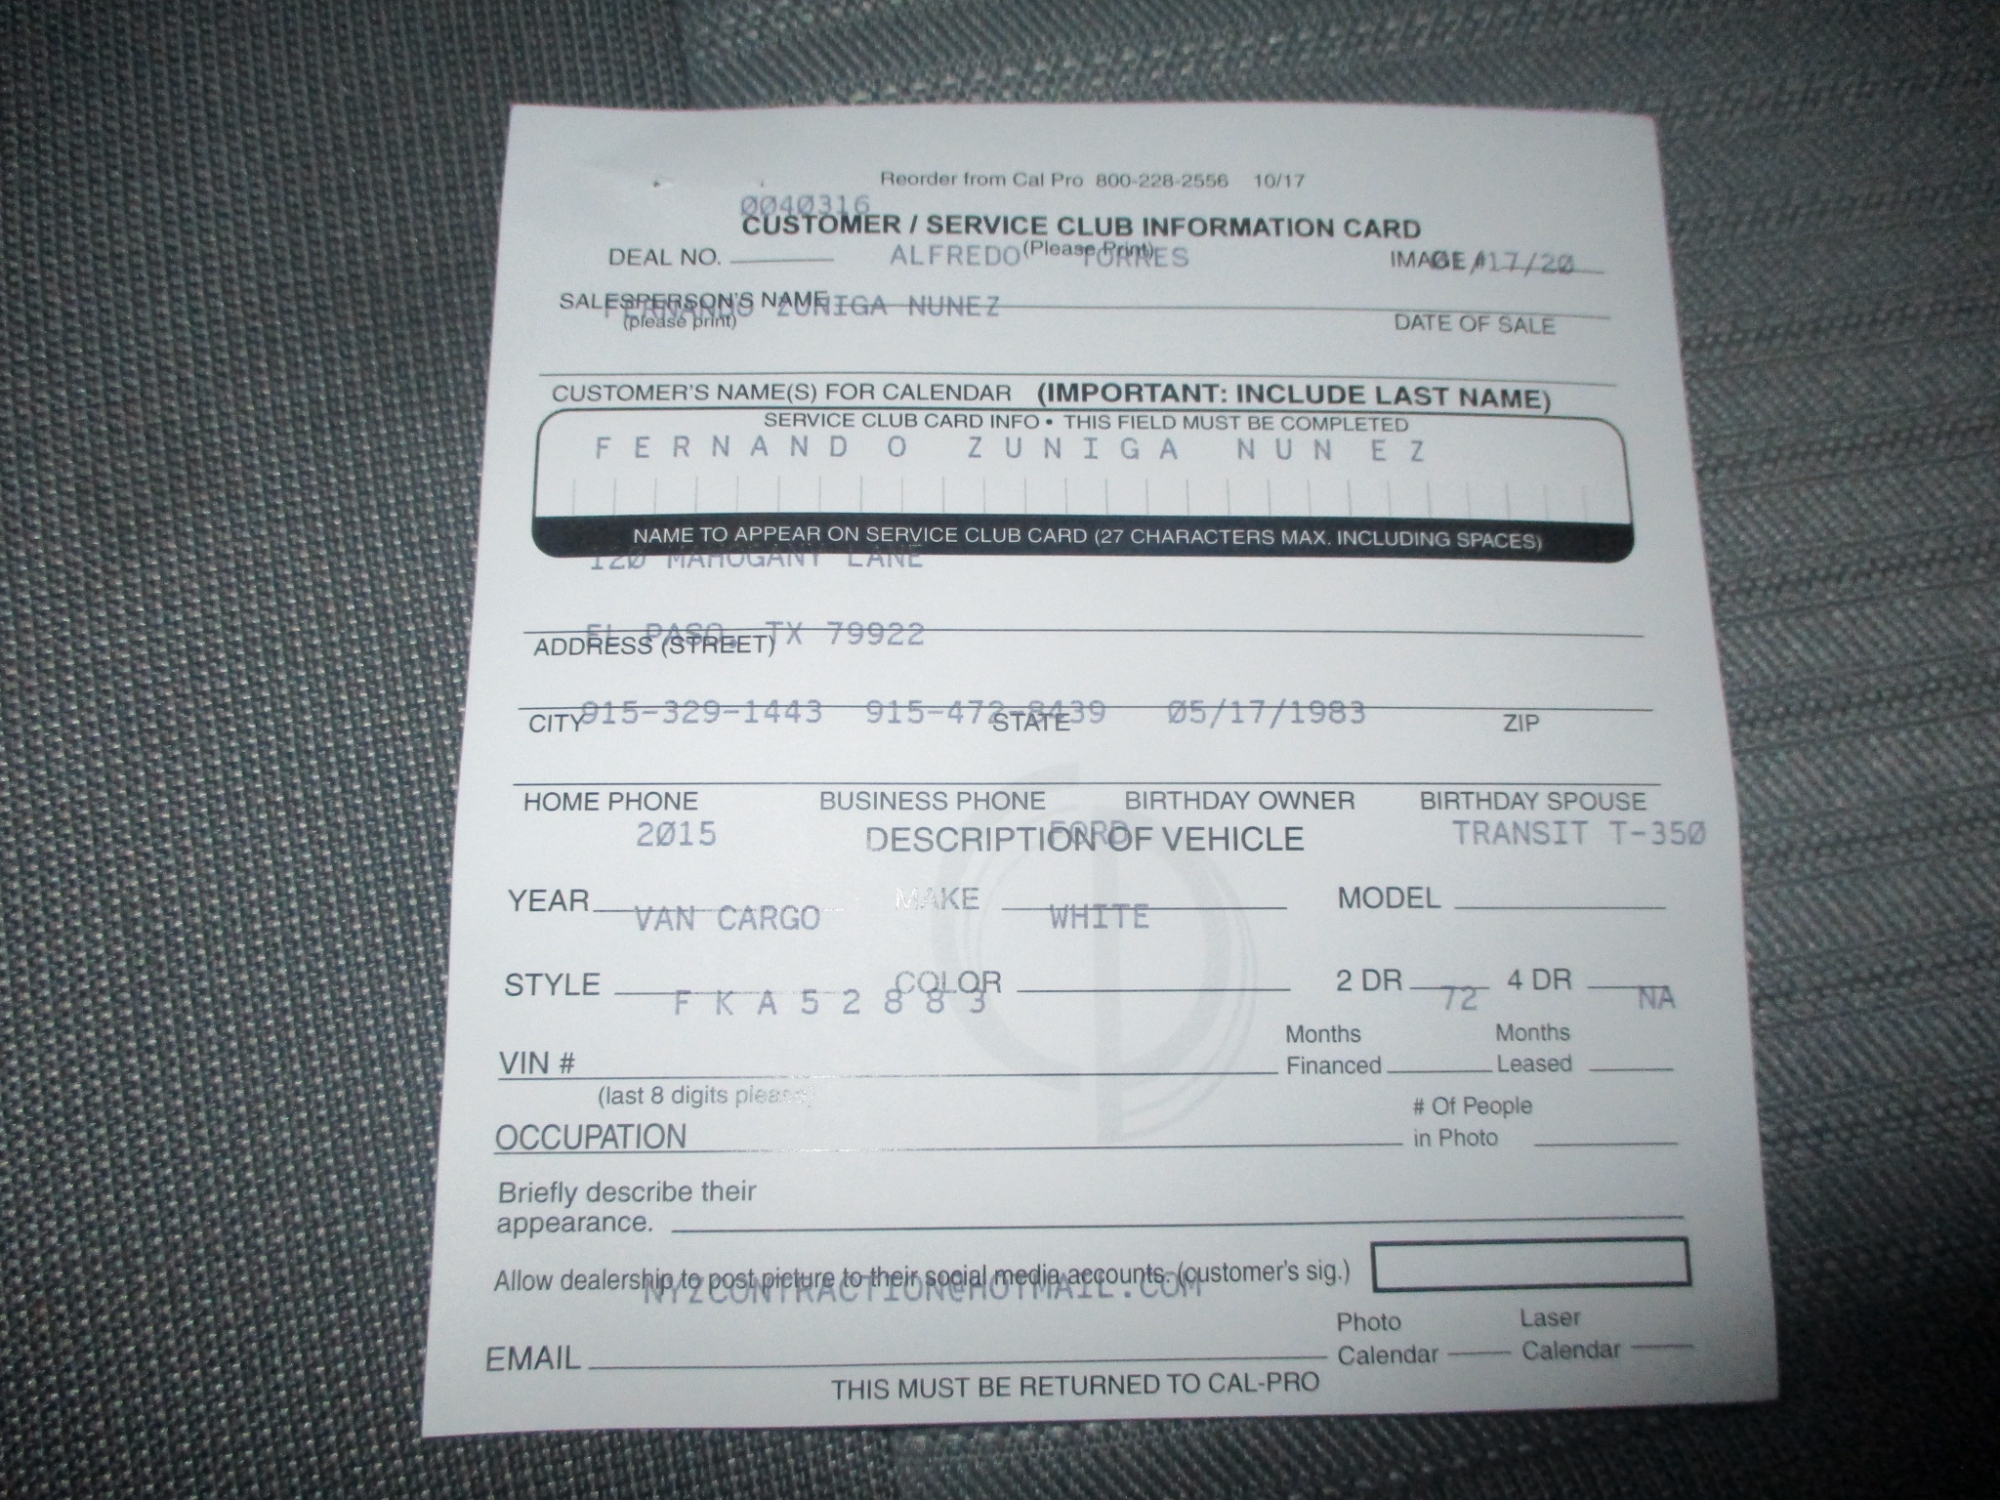 Reorder from Cal Pro 800-228-2556 10/17
0040316
CUSTOMER / SERVICE CLUB INFORMATION CARD
(Please Print)
DEAL NO. ALFREDO TORRES IMAGE # /17/20
SALESPERSON'S NAME
FERNANDO ZUNIGA NUNEZ
(please print) DATE OF SALE
CUSTOMER'S NAME(S) FOR CALENDAR (IMPORTANT: INCLUDE LAST NAME)
SERVICE CLUB CARD INFO • THIS FIELD MUST BE COMPLETED
FERNANDO ZUNIGA NUNEZ
NAME TO APPEAR ON SERVICE CLUB CARD (27 CHARACTERS MAX. INCLUDING SPACES)
120 MAHOGANY LANE
EL PASO, TX 79922
ADDRESS (STREET)
915-329-1443 915-472-8439 05/17/1983
CITY STATE ZIP
HOME PHONE BUSINESS PHONE BIRTHDAY OWNER BIRTHDAY SPOUSE
2015 FORD TRANSIT T-350
DESCRIPTION OF VEHICLE
YEAR MAKE MODEL
VAN CARGO WHITE
STYLE COLOR 2 DR 4 DR
FKA52883 72 NA
VIN # Months Financed Months Leased
(last 8 digits please)
OCCUPATION # Of People in Photo
Briefly describe their
appearance.
Allow dealership to post picture to their social media accounts. (customer's sig.)
NYZCONTRACTION@HOTMAIL.COM
EMAIL Photo Calendar Laser Calendar
THIS MUST BE RETURNED TO CAL-PRO